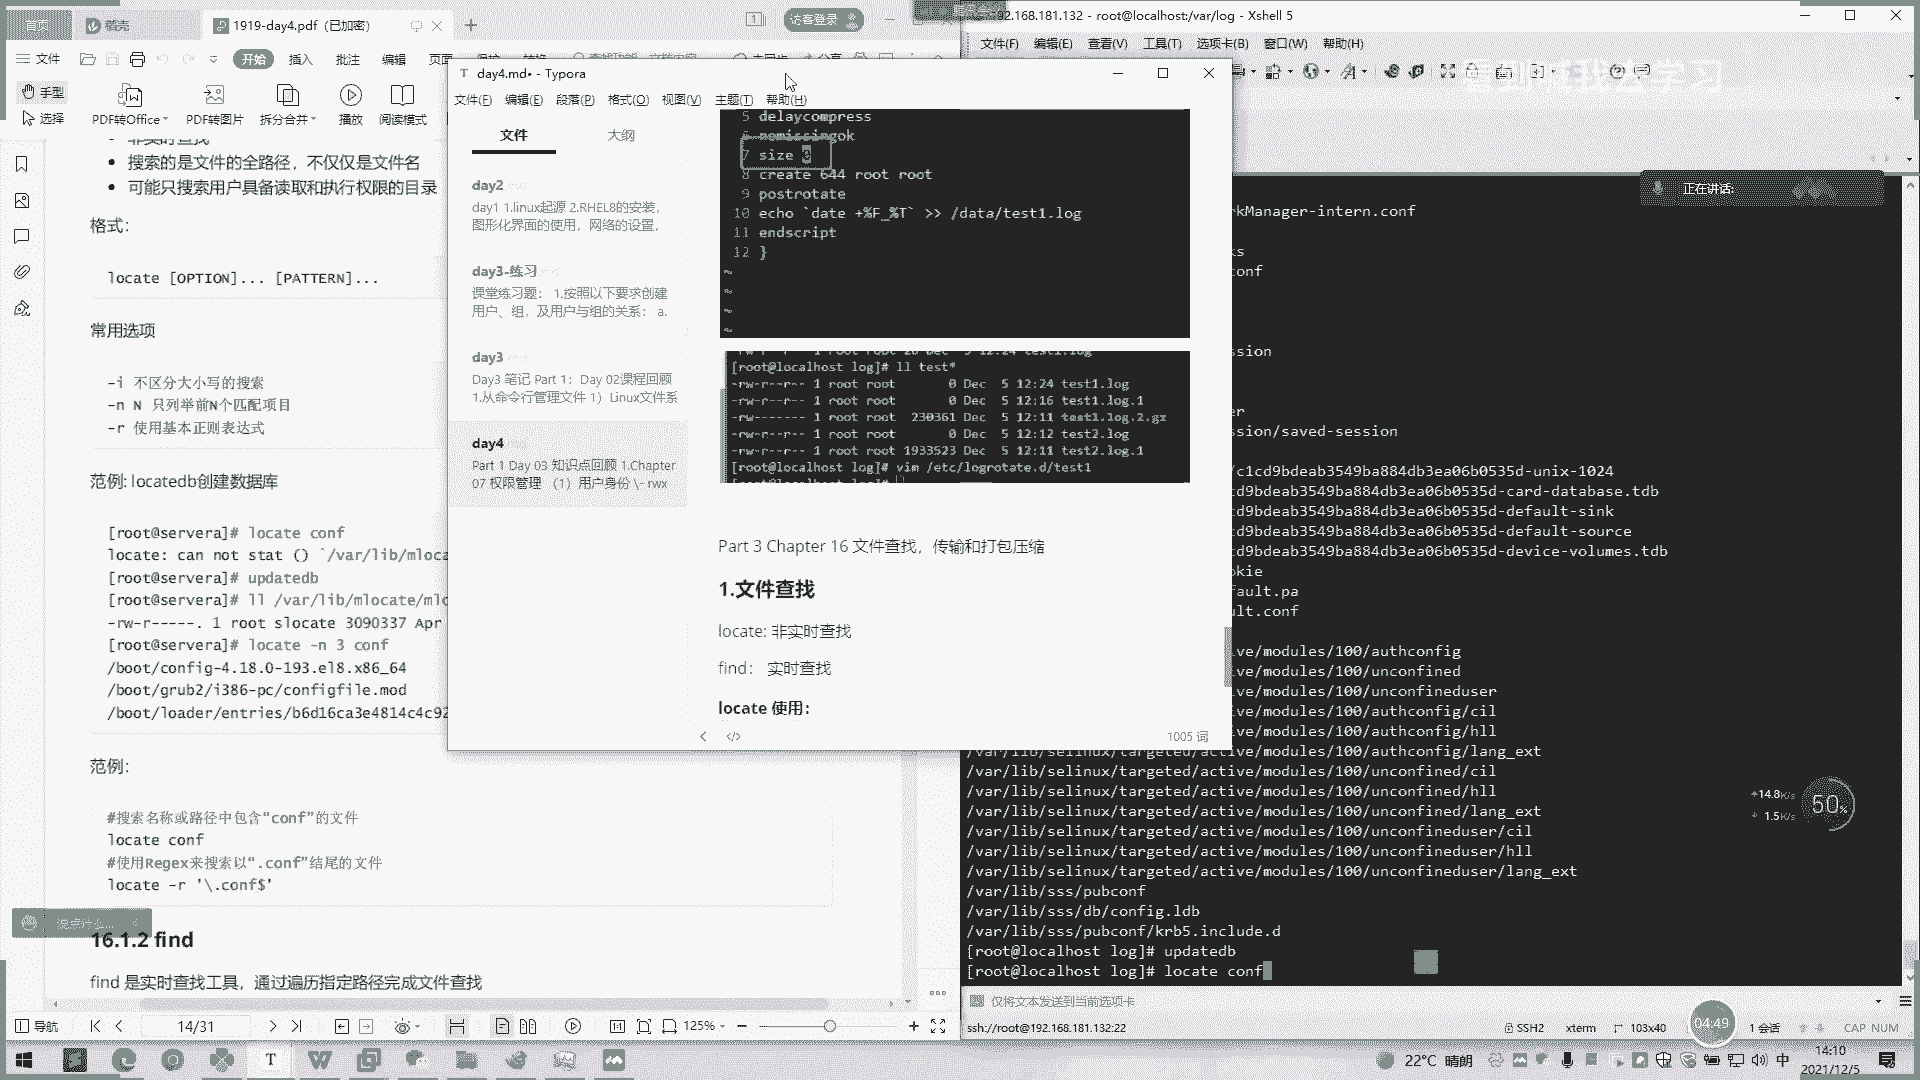 首页
稻壳
1919-day4.pdf（已加密）
访客登录
文件
开始
插入
批注
编辑
手型
选择
PDF转Office
PDF转图片
拆分合并
播放
阅读模式
搜索的是文件的全路径，不仅仅是文件名
可能只搜索用户具备读取和执行权限的目录
格式:
locate [OPTION]... [PATTERN]...
常用选项
-i 不区分大小写的搜索
-n N 只列举前N个匹配项目
-r 使用基本正则表达式
范例: locatedb创建数据库
[root@servera]# locate conf
locate: can not stat () `/var/lib/mloca
[root@servera]# updatedb
[root@servera]# ll /var/lib/mlocate/mlo
-rw-r-----. 1 root slocate 3090337 Apr
[root@servera]# locate -n 3 conf
/boot/config-4.18.0-193.el8.x86_64
/boot/grub2/i386-pc/configfile.mod
/boot/loader/entries/b6d16ca3e4814c4c92
范例:
#搜索名称或路径中包含"conf"的文件
locate conf
#使用Regex来搜索以".conf"结尾的文件
locate -r '\.conf$'
说点什么...
16.1.2 find
find 是实时查找工具，通过遍历指定路径完成文件查找
导航
14/31
125%
day4.md• - Typora
文件(F) 编辑(E) 段落(P) 格式(O) 视图(V) 主题(T) 帮助(H)
文件
大纲
day2
day1 1.linux起源 2.RHEL8的安装，
图形化界面的使用，网络的设置，
day3-练习
课堂练习题： 1.按照以下要求创建
用户、组，及用户与组的关系： a.
day3
Day3 笔记 Part 1：Day 02课程回顾
1.从命令行管理文件 1）Linux文件系
day4
Part 1 Day 03 知识点回顾 1.Chapter
07 权限管理 （1）用户身份 \- rwx
5 delaycompress
6 nomissingok
7 size 0
8 create 644 root root
9 postrotate
10 echo `date +%F_%T` >> /data/test1.log
11 endscript
12 }
[root@localhost log]# ll test*
-rw-r--r-- 1 root root 0 Dec 5 12:24 test1.log
-rw-r--r-- 1 root root 0 Dec 5 12:16 test1.log.1
-rw------- 1 root root 230361 Dec 5 12:11 test1.log.2.gz
-rw-r--r-- 1 root root 0 Dec 5 12:12 test2.log
-rw-r--r-- 1 root root 1933523 Dec 5 12:11 test2.log.1
[root@localhost log]# vim /etc/logrotate.d/test1
Part 3 Chapter 16 文件查找，传输和打包压缩
1.文件查找
locate: 非实时查找
find： 实时查找
locate 使用：
1005 词
192.168.181.132 - root@localhost:/var/log - Xshell 5
文件(F) 编辑(E) 查看(V) 工具(T) 选项卡(B) 窗口(W) 帮助(H)
正在讲话:
rkManager-intern.conf
ks
conf
ssion
er
ssion/saved-session
/c1cd9bdeab3549ba884db3ea06b0535d-unix-1024
cd9bdeab3549ba884db3ea06b0535d-card-database.tdb
cd9bdeab3549ba884db3ea06b0535d-default-sink
cd9bdeab3549ba884db3ea06b0535d-default-source
cd9bdeab3549ba884db3ea06b0535d-device-volumes.tdb
okie
fault.pa
ult.conf
ive/modules/100/authconfig
ive/modules/100/unconfined
ive/modules/100/unconfineduser
ive/modules/100/authconfig/cil
ive/modules/100/authconfig/hll
/var/lib/selinux/targeted/active/modules/100/authconfig/lang_ext
/var/lib/selinux/targeted/active/modules/100/unconfined/cil
/var/lib/selinux/targeted/active/modules/100/unconfined/hll
/var/lib/selinux/targeted/active/modules/100/unconfined/lang_ext
/var/lib/selinux/targeted/active/modules/100/unconfineduser/cil
/var/lib/selinux/targeted/active/modules/100/unconfineduser/hll
/var/lib/selinux/targeted/active/modules/100/unconfineduser/lang_ext
/var/lib/sss/pubconf
/var/lib/sss/db/config.ldb
/var/lib/sss/pubconf/krb5.include.d
[root@localhost log]# updatedb
[root@localhost log]# locate conf
14.8K/s
1.5K/s
50%
仅将文本发送到当前选项卡
ssh://root@192.168.181.132:22
SSH2
xterm
103x40
04:49
1 会话
CAP NUM
22°C 晴朗
中
14:10
2021/12/5